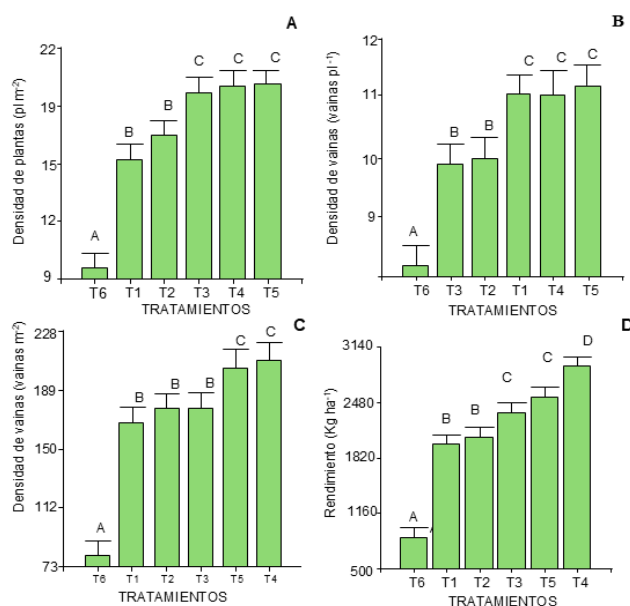 A
Densidad de plantas (pl m⁻²)
22
19
15
12
9
A
B
B
C
C
C
T6 T1 T2 T3 T4 T5
TRATAMIENTOS
B
Densidad de vainas (vainas pl⁻¹)
12
11
10
9
A
B
B
C
C
C
T6 T3 T2 T1 T4 T5
TRATAMIENTOS
C
Densidad de vainas (vainas m⁻²)
228
189
150
112
73
A
B
B
B
C
C
T6 T1 T2 T3 T5 T4
TRATAMIENTOS
D
Rendimiento (Kg ha⁻¹)
3140
2480
1820
1160
500
A
B
B
C
C
D
T6 T1 T2 T3 T5 T4
TRATAMIENTOS